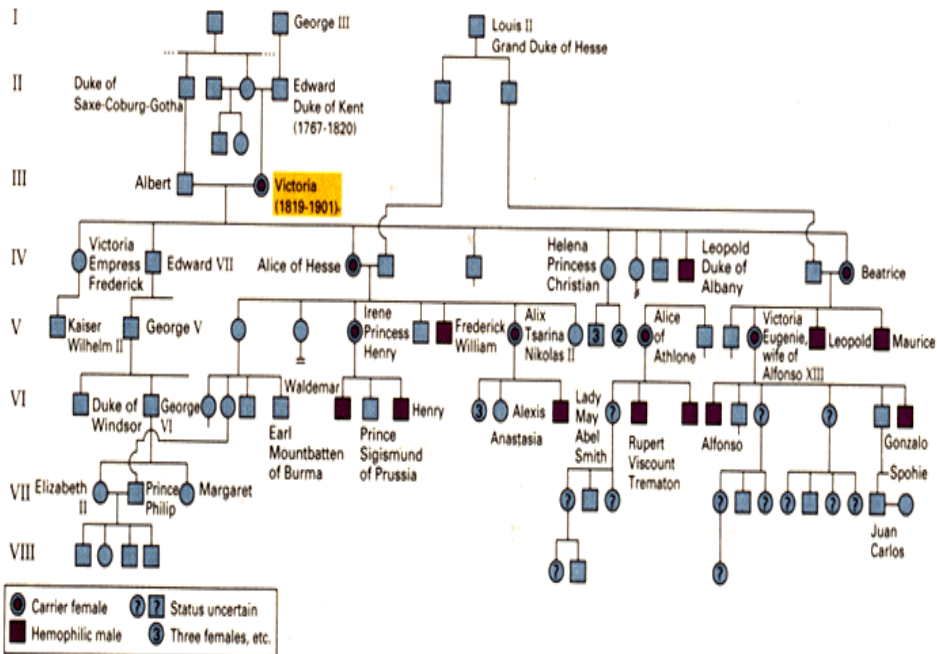 I
George III
Louis II
Grand Duke of Hesse
II
Duke of
Saxe-Coburg-Gotha
Edward
Duke of Kent
(1767-1820)
III
Albert
Victoria
(1819-1901)
IV
Victoria
Empress
Frederick
Edward VII
Alice of Hesse
Helena
Princess
Christian
Leopold
Duke of
Albany
Beatrice
V
Kaiser
Wilhelm II
George V
Irene
Princess
Henry
Frederick
William
Alix
Tsarina
Nikolas II
3
2
Alice
of
Athlone
Victoria
Eugenie,
wife of
Alfonso XIII
Leopold
Maurice
VI
Duke of
Windsor
George
VI
Earl
Mountbatten
of Burma
Waldemar
Prince
Sigismund
of Prussia
Henry
3
Anastasia
Alexis
Lady
May
Abel
Smith
?
Rupert
Viscount
Trematon
Alfonso
?
?
Gonzalo
VII
Elizabeth
II
Prince
Philip
Margaret
?
?
?
?
?
?
?
Spohie
Juan
Carlos
VIII
?
?
Carrier female
? ? Status uncertain
Hemophilic male
3 Three females, etc.